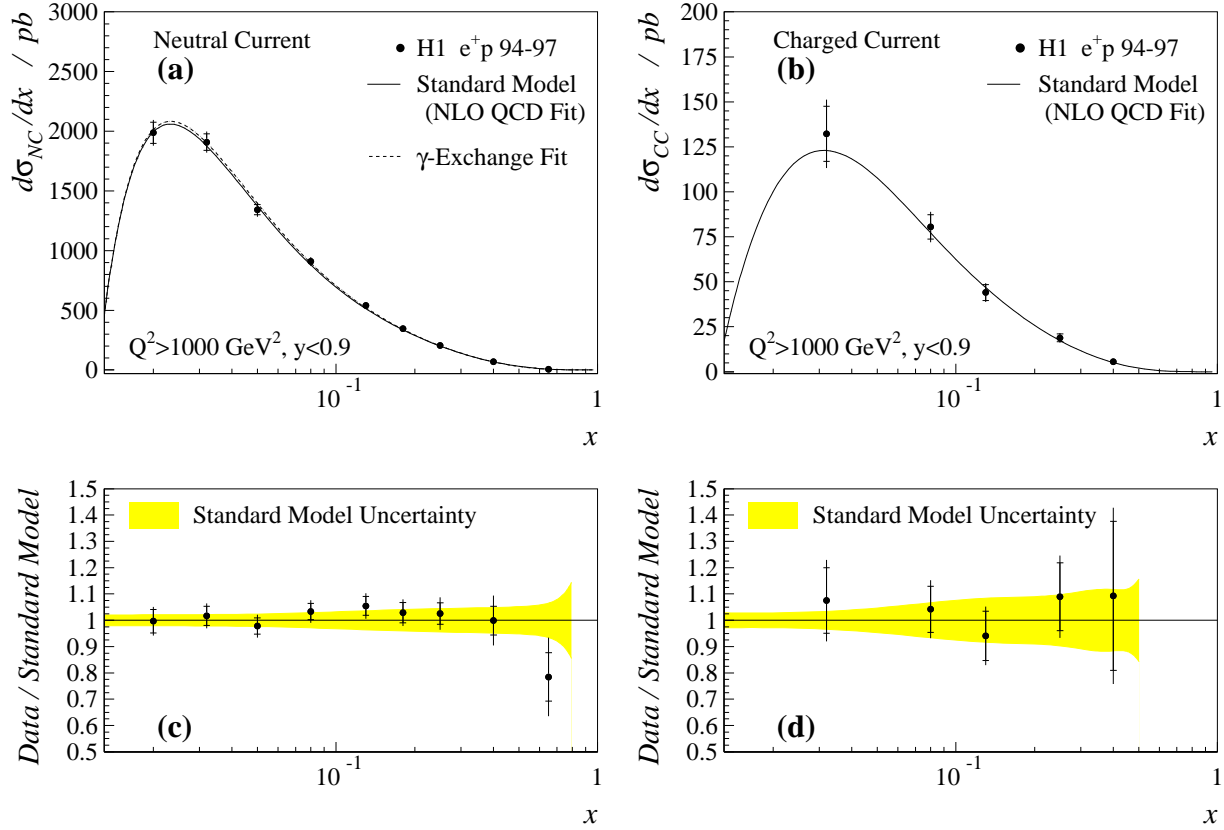 dσ_NC/dx / pb
3000
2500
2000
1500
1000
500
0
Neutral Current
(a)
H1 e⁺p 94-97
Standard Model
(NLO QCD Fit)
γ-Exchange Fit
Q²>1000 GeV², y<0.9
10⁻¹
1
x
dσ_CC/dx / pb
200
175
150
125
100
75
50
25
0
Charged Current
(b)
H1 e⁺p 94-97
Standard Model
(NLO QCD Fit)
Q²>1000 GeV², y<0.9
10⁻¹
1
x
Data / Standard Model
1.5
1.4
1.3
1.2
1.1
1
0.9
0.8
0.7
0.6
0.5
Standard Model Uncertainty
(c)
10⁻¹
1
x
Data / Standard Model
1.5
1.4
1.3
1.2
1.1
1
0.9
0.8
0.7
0.6
0.5
Standard Model Uncertainty
(d)
10⁻¹
1
x